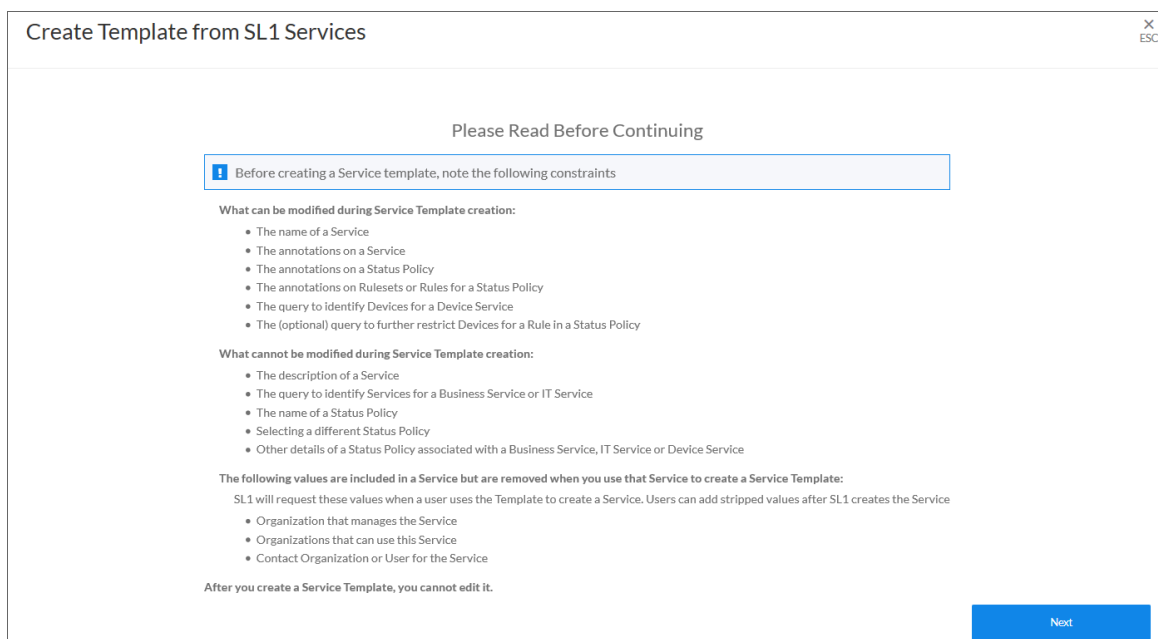 Create Template from SL1 Services
×
ESC
Please Read Before Continuing
! Before creating a Service template, note the following constraints
What can be modified during Service Template creation:
• The name of a Service
• The annotations on a Service
• The annotations on a Status Policy
• The annotations on Rulesets or Rules for a Status Policy
• The query to identify Devices for a Device Service
• The (optional) query to further restrict Devices for a Rule in a Status Policy
What cannot be modified during Service Template creation:
• The description of a Service
• The query to identify Services for a Business Service or IT Service
• The name of a Status Policy
• Selecting a different Status Policy
• Other details of a Status Policy associated with a Business Service, IT Service or Device Service
The following values are included in a Service but are removed when you use that Service to create a Service Template:
SL1 will request these values when a user uses the Template to create a Service. Users can add stripped values after SL1 creates the Service
• Organization that manages the Service
• Organizations that can use this Service
• Contact Organization or User for the Service
After you create a Service Template, you cannot edit it.
Next